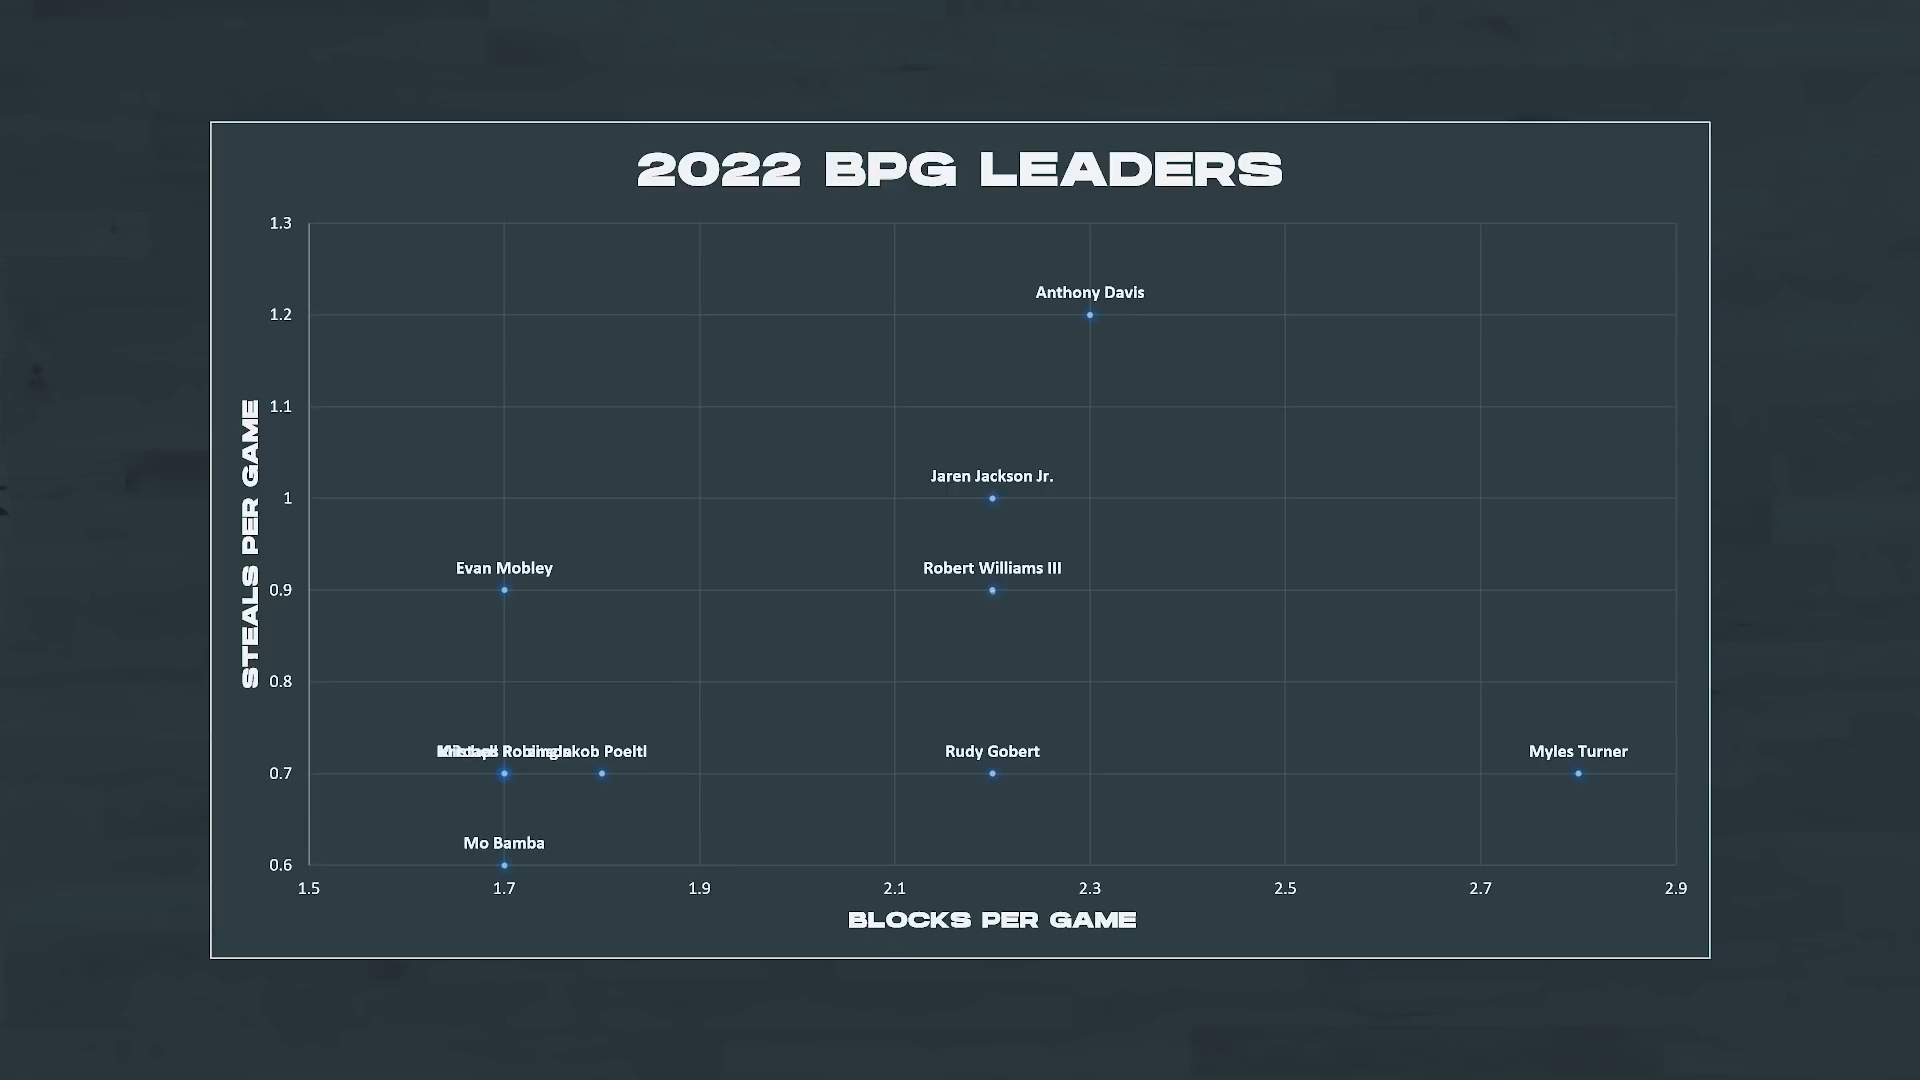 2022 BPG LEADERS
1.3
Anthony Davis
1.2
1.1
Jaren Jackson Jr.
1
Evan Mobley
Robert Williams III
0.9
0.8
Poeltl
Rudy Gobert
Myles Turner
0.7
Mo Bamba
0.6
1.5 1.7 1.9 2.1 2.3 2.5 2.7 2.9
STEALS PER GAME
BLOCKS PER GAME